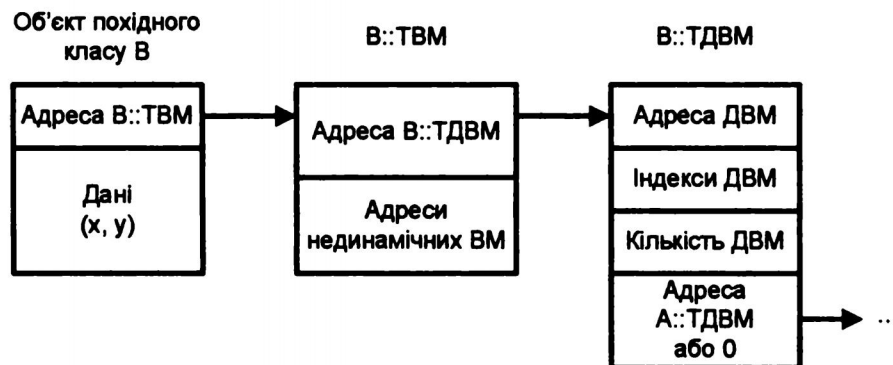 Об'єкт похідного
класу В
В::ТВМ
В::ТДВМ
Адреса В::ТВМ
Дані
(х, у)
Адреса В::ТДВМ
Адреси
нединамічних ВМ
Адреса ДВМ
Індекси ДВМ
Кількість ДВМ
Адреса
А::ТДВМ
або 0
..